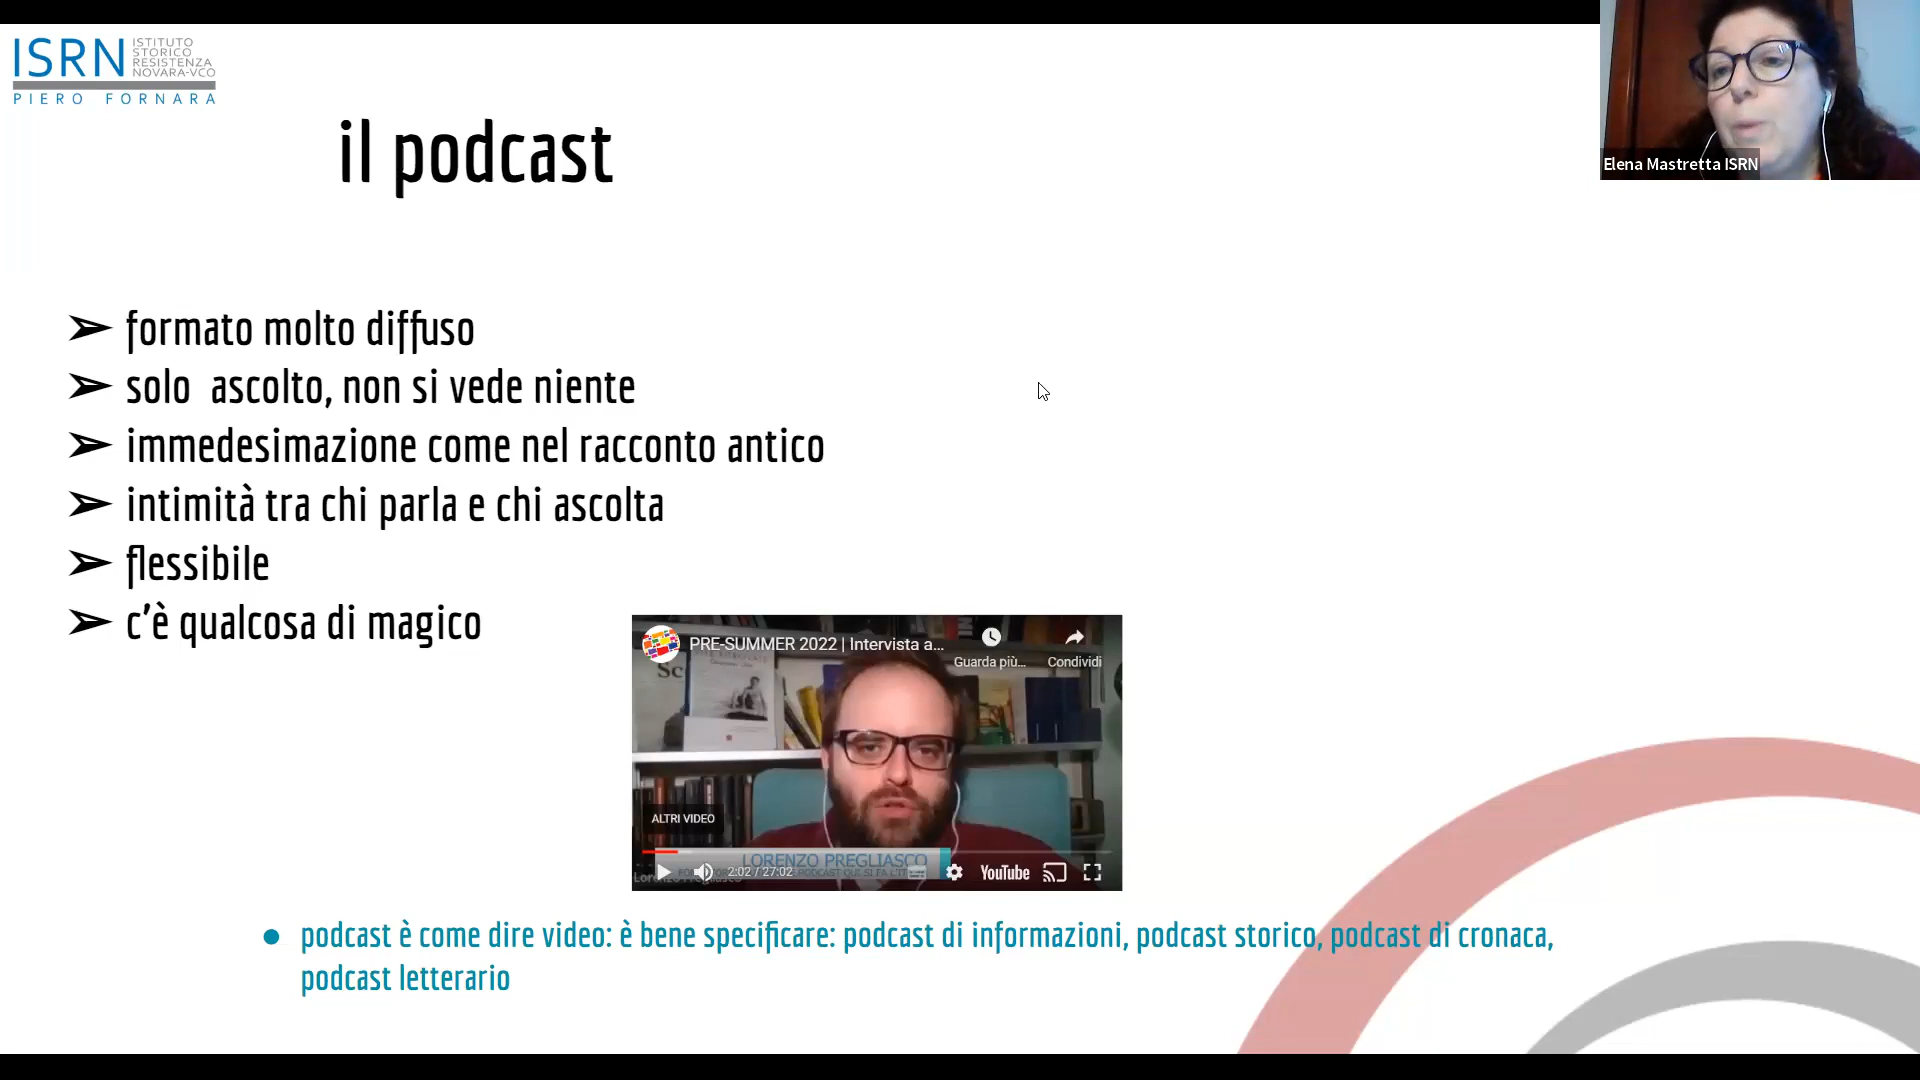 ISRN
ISTITUTO
STORICO
RESISTENZA
NOVARA-VCO
PIERO FORNARA
Elena Mastretta ISRN
il podcast
➢ formato molto diffuso
➢ solo ascolto, non si vede niente
➢ immedesimazione come nel racconto antico
➢ intimità tra chi parla e chi ascolta
➢ flessibile
➢ c'è qualcosa di magico
PRE-SUMMER 2022 | Intervista a...
Guarda più...
Condividi
Sc
ALTRI VIDEO
LORENZO PREGLIASCO
2:02 / 27:02
YouTube
● podcast è come dire video: è bene specificare: podcast di informazioni, podcast storico, podcast di cronaca,
podcast letterario